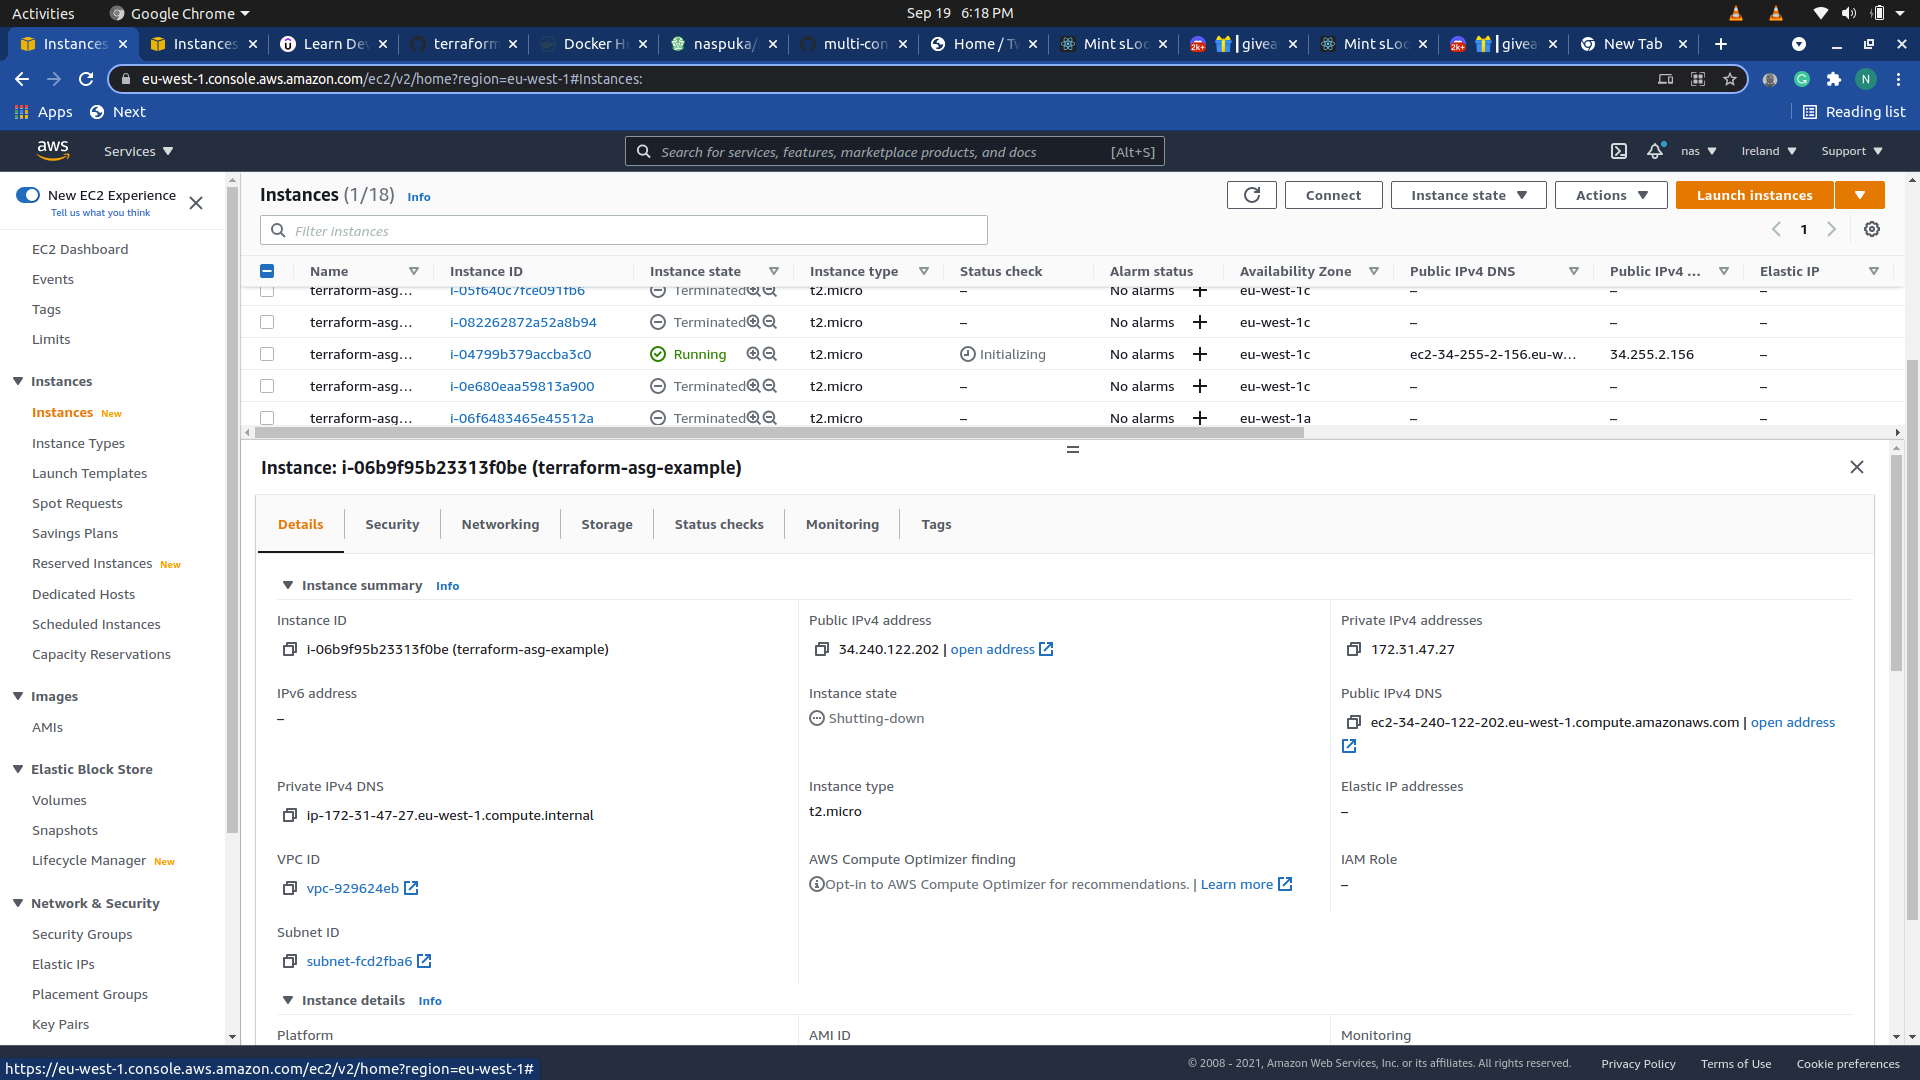 Activities Google Chrome Sep 19 6:18 PM
Instances Instances Learn Dev terraform Docker Hu naspuka/ multi-con Home / Tw Mint sLoc givea Mint sLoc givea New Tab
eu-west-1.console.aws.amazon.com/ec2/v2/home?region=eu-west-1#Instances:
Apps Next Reading list
aws Services Search for services, features, marketplace products, and docs [Alt+S] nas Ireland Support
New EC2 Experience
Tell us what you think
EC2 Dashboard
Events
Tags
Limits
Instances
Instances New
Instance Types
Launch Templates
Spot Requests
Savings Plans
Reserved Instances New
Dedicated Hosts
Scheduled Instances
Capacity Reservations
Images
AMIs
Elastic Block Store
Volumes
Snapshots
Lifecycle Manager New
Network & Security
Security Groups
Elastic IPs
Placement Groups
Key Pairs
Instances (1/18) Info Connect Instance state Actions Launch instances
Filter instances 1
Name Instance ID Instance state Instance type Status check Alarm status Availability Zone Public IPv4 DNS Public IPv4 ... Elastic IP
terraform-asg... i-05f640c7fce091fb6 Terminated t2.micro – No alarms + eu-west-1c – – –
terraform-asg... i-082262872a52a8b94 Terminated t2.micro – No alarms + eu-west-1c – – –
terraform-asg... i-04799b379accba3c0 Running t2.micro Initializing No alarms + eu-west-1c ec2-34-255-2-156.eu-w... 34.255.2.156 –
terraform-asg... i-0e680eaa59813a900 Terminated t2.micro – No alarms + eu-west-1c – – –
terraform-asg... i-06f6483465e45512a Terminated t2.micro – No alarms + eu-west-1a – – –
Instance: i-06b9f95b23313f0be (terraform-asg-example)
Details Security Networking Storage Status checks Monitoring Tags
Instance summary Info
Instance ID Public IPv4 address Private IPv4 addresses
i-06b9f95b23313f0be (terraform-asg-example) 34.240.122.202 | open address 172.31.47.27
IPv6 address Instance state Public IPv4 DNS
– Shutting-down ec2-34-240-122-202.eu-west-1.compute.amazonaws.com | open address
Private IPv4 DNS Instance type Elastic IP addresses
ip-172-31-47-27.eu-west-1.compute.internal t2.micro –
VPC ID AWS Compute Optimizer finding IAM Role
vpc-929624eb Opt-in to AWS Compute Optimizer for recommendations. | Learn more –
Subnet ID
subnet-fcd2fba6
Instance details Info
Platform AMI ID Monitoring
https://eu-west-1.console.aws.amazon.com/ec2/v2/home?region=eu-west-1# © 2008 - 2021, Amazon Web Services, Inc. or its affiliates. All rights reserved. Privacy Policy Terms of Use Cookie preferences